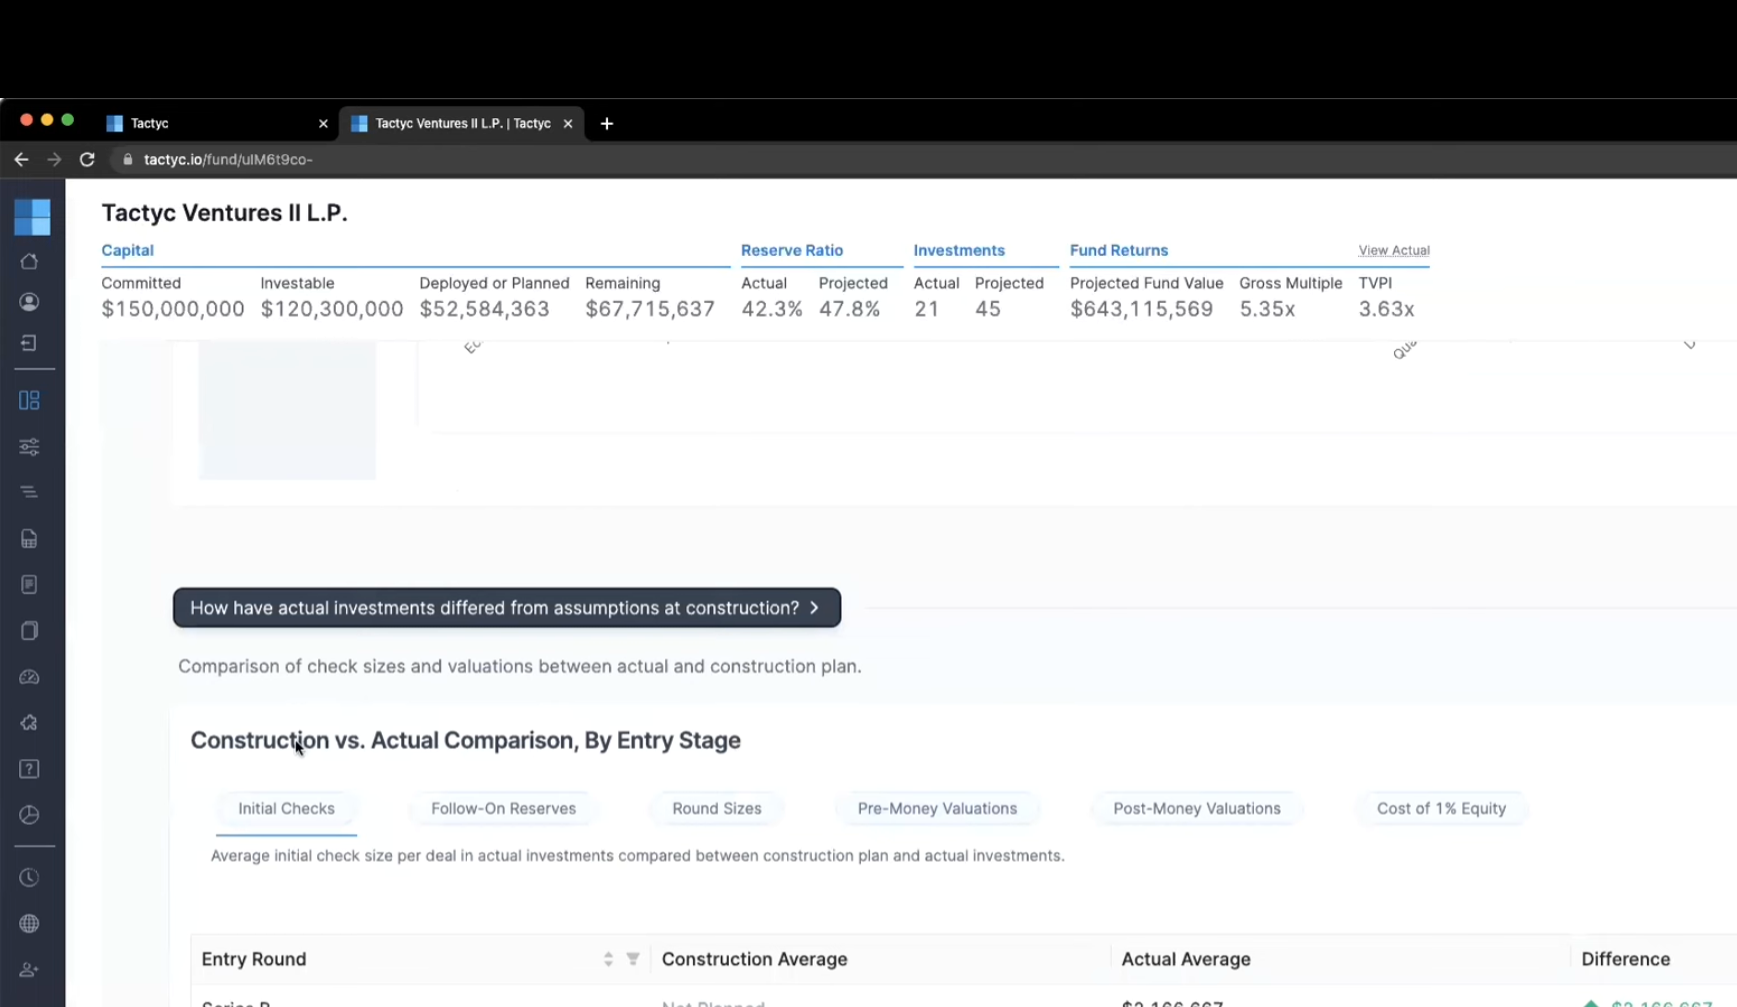 Tactyc
Tactyc Ventures II L.P. | Tactyc
tactyc.io/fund/ulM6t9co-
Tactyc Ventures II L.P.
Capital
Reserve Ratio
Investments
Fund Returns
View Actual
Committed
Investable
Deployed or Planned
Remaining
Actual
Projected
Actual
Projected
Projected Fund Value
Gross Multiple
TVPI
$150,000,000
$120,300,000
$52,584,363
$67,715,637
42.3%
47.8%
21
45
$643,115,569
5.35x
3.63x
How have actual investments differed from assumptions at construction?
Comparison of check sizes and valuations between actual and construction plan.
Construction vs. Actual Comparison, By Entry Stage
Initial Checks
Follow-On Reserves
Round Sizes
Pre-Money Valuations
Post-Money Valuations
Cost of 1% Equity
Average initial check size per deal in actual investments compared between construction plan and actual investments.
Entry Round
Construction Average
Actual Average
Difference
Not Planned